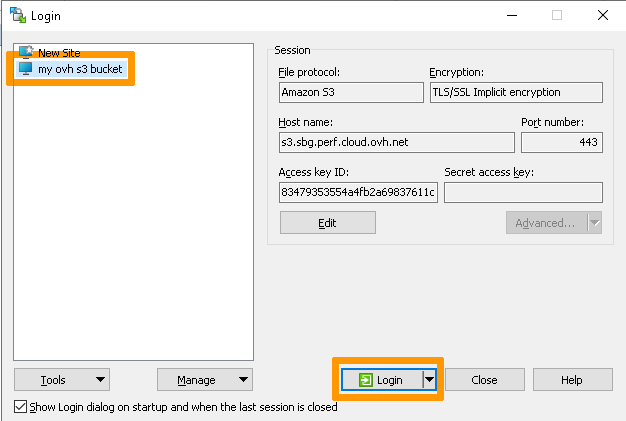 Login
New Site
my ovh s3 bucket
Session
File protocol:
Encryption:
Amazon S3
TLS/SSL Implicit encryption
Host name:
Port number:
s3.sbg.perf.cloud.ovh.net
443
Access key ID:
Secret access key:
83479353554a4fb2a69837611c
Edit
Advanced...
Tools
Manage
Login
Close
Help
Show Login dialog on startup and when the last session is closed